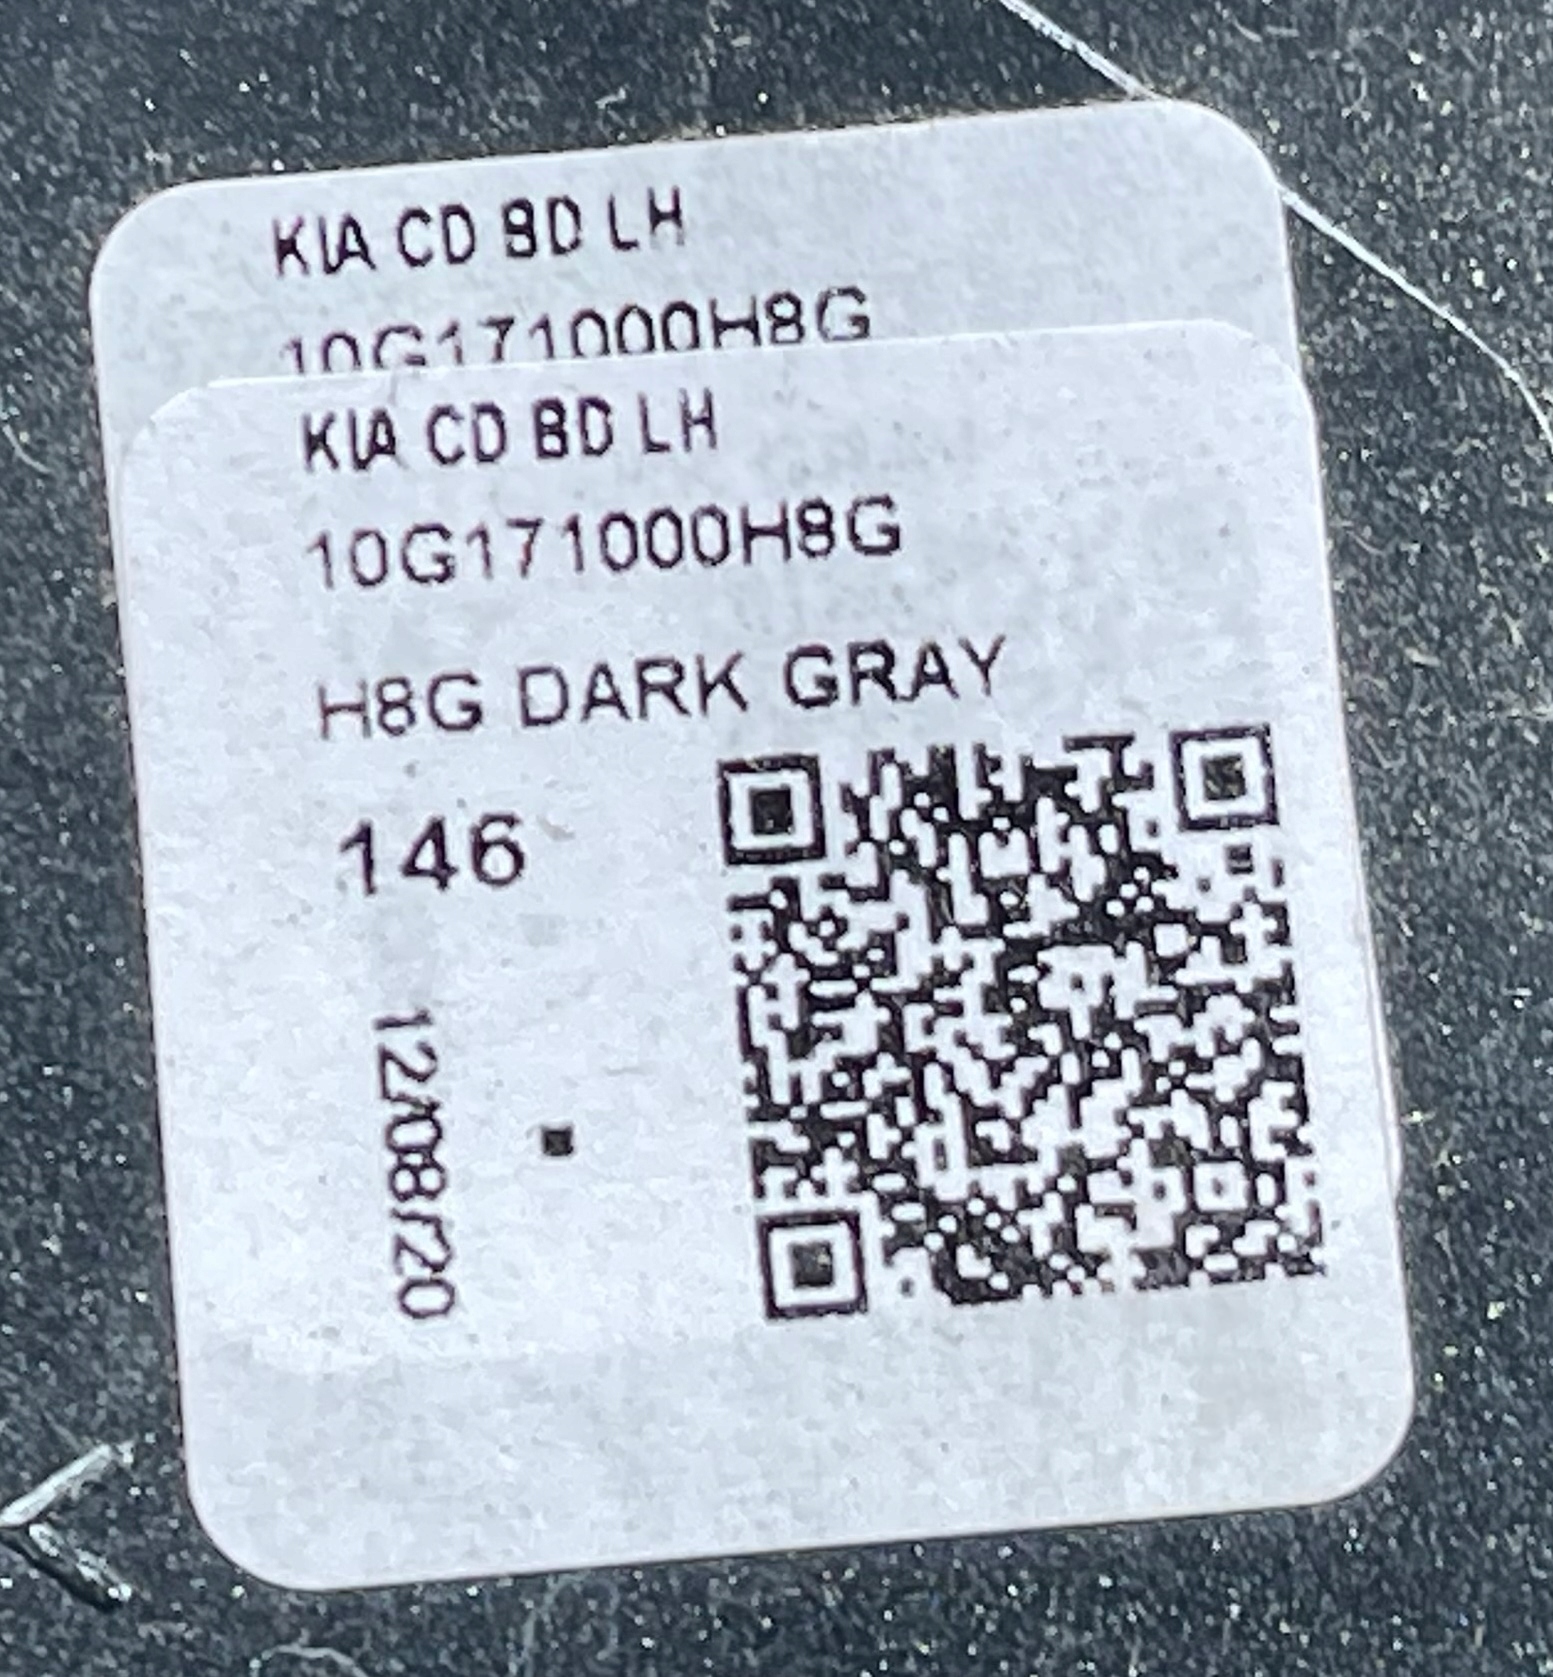 KIA CD BD LH
10G171000H8G
KIA CD BD LH
10G171000H8G
H8G DARK GRAY
146
12/08/20